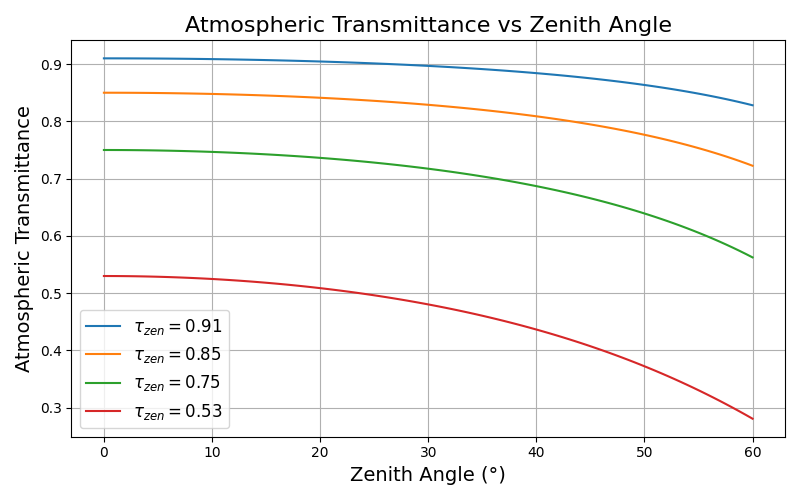 Atmospheric Transmittance vs Zenith Angle
Atmospheric Transmittance
0.9
0.8
0.7
0.6
0.5
0.4
0.3
τzen = 0.91
τzen = 0.85
τzen = 0.75
τzen = 0.53
0 10 20 30 40 50 60
Zenith Angle (°)